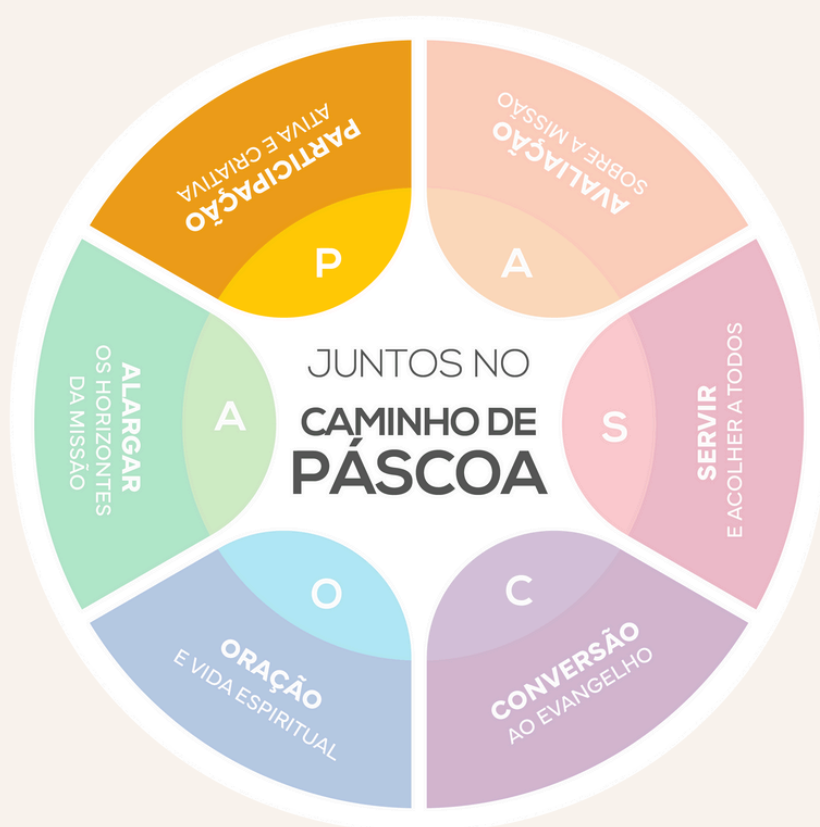 P
PARTICIPAÇÃO
ATIVA E CRIATIVA
A
AVALIAÇÃO
SOBRE A MISSÃO
S
SERVIR
E ACOLHER A TODOS
C
CONVERSÃO
AO EVANGELHO
O
ORAÇÃO
E VIDA ESPIRITUAL
A
ALARGAR
OS HORIZONTES
DA MISSÃO
JUNTOS NO
CAMINHO DE
PÁSCOA